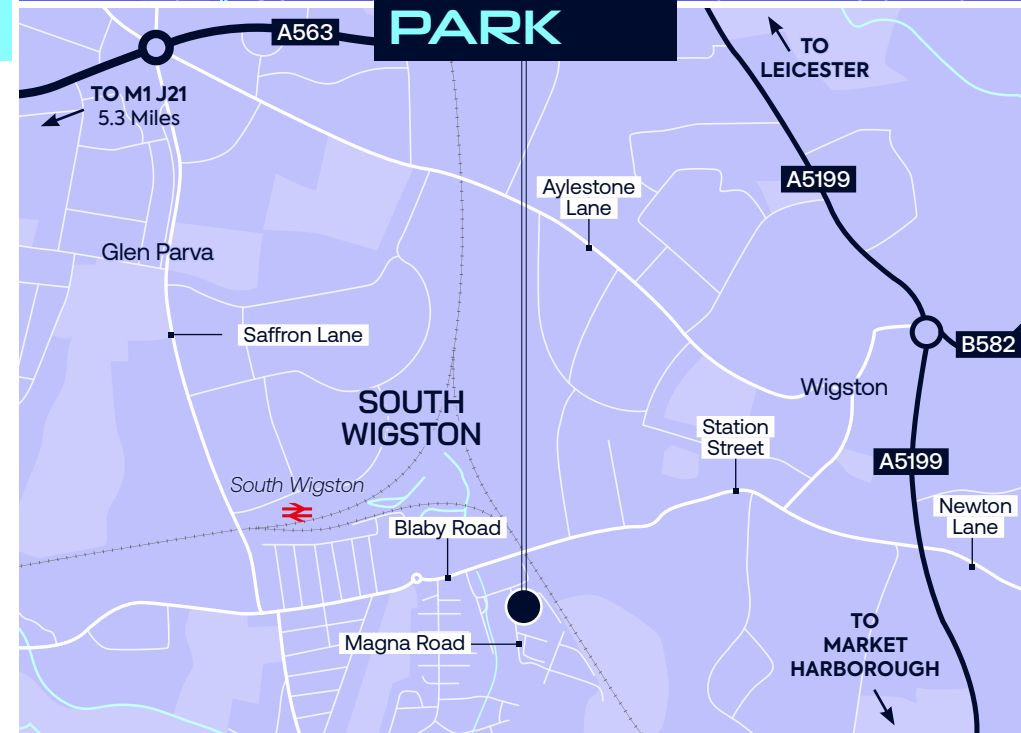 PARK
A563
TO
LEICESTER
TO M1 J21
5.3 Miles
A5199
Aylestone
Lane
Glen Parva
Saffron Lane
B582
Wigston
SOUTH
WIGSTON
Station
Street
A5199
South Wigston
Newton
Lane
Blaby Road
TO
MARKET
HARBOROUGH
Magna Road